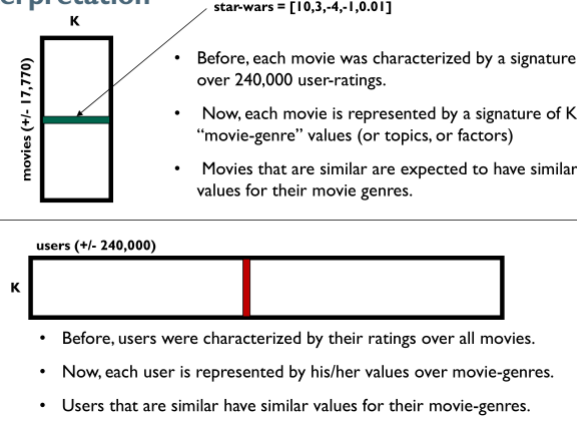 erpretation
star-wars = [10,3,-4,-1,0.01]
K
movies (+/- 17,770)
• Before, each movie was characterized by a signature
over 240,000 user-ratings.
• Now, each movie is represented by a signature of K
“movie-genre” values (or topics, or factors)
• Movies that are similar are expected to have similar
values for their movie genres.
users (+/- 240,000)
K
• Before, users were characterized by their ratings over all movies.
• Now, each user is represented by his/her values over movie-genres.
• Users that are similar have similar values for their movie-genres.